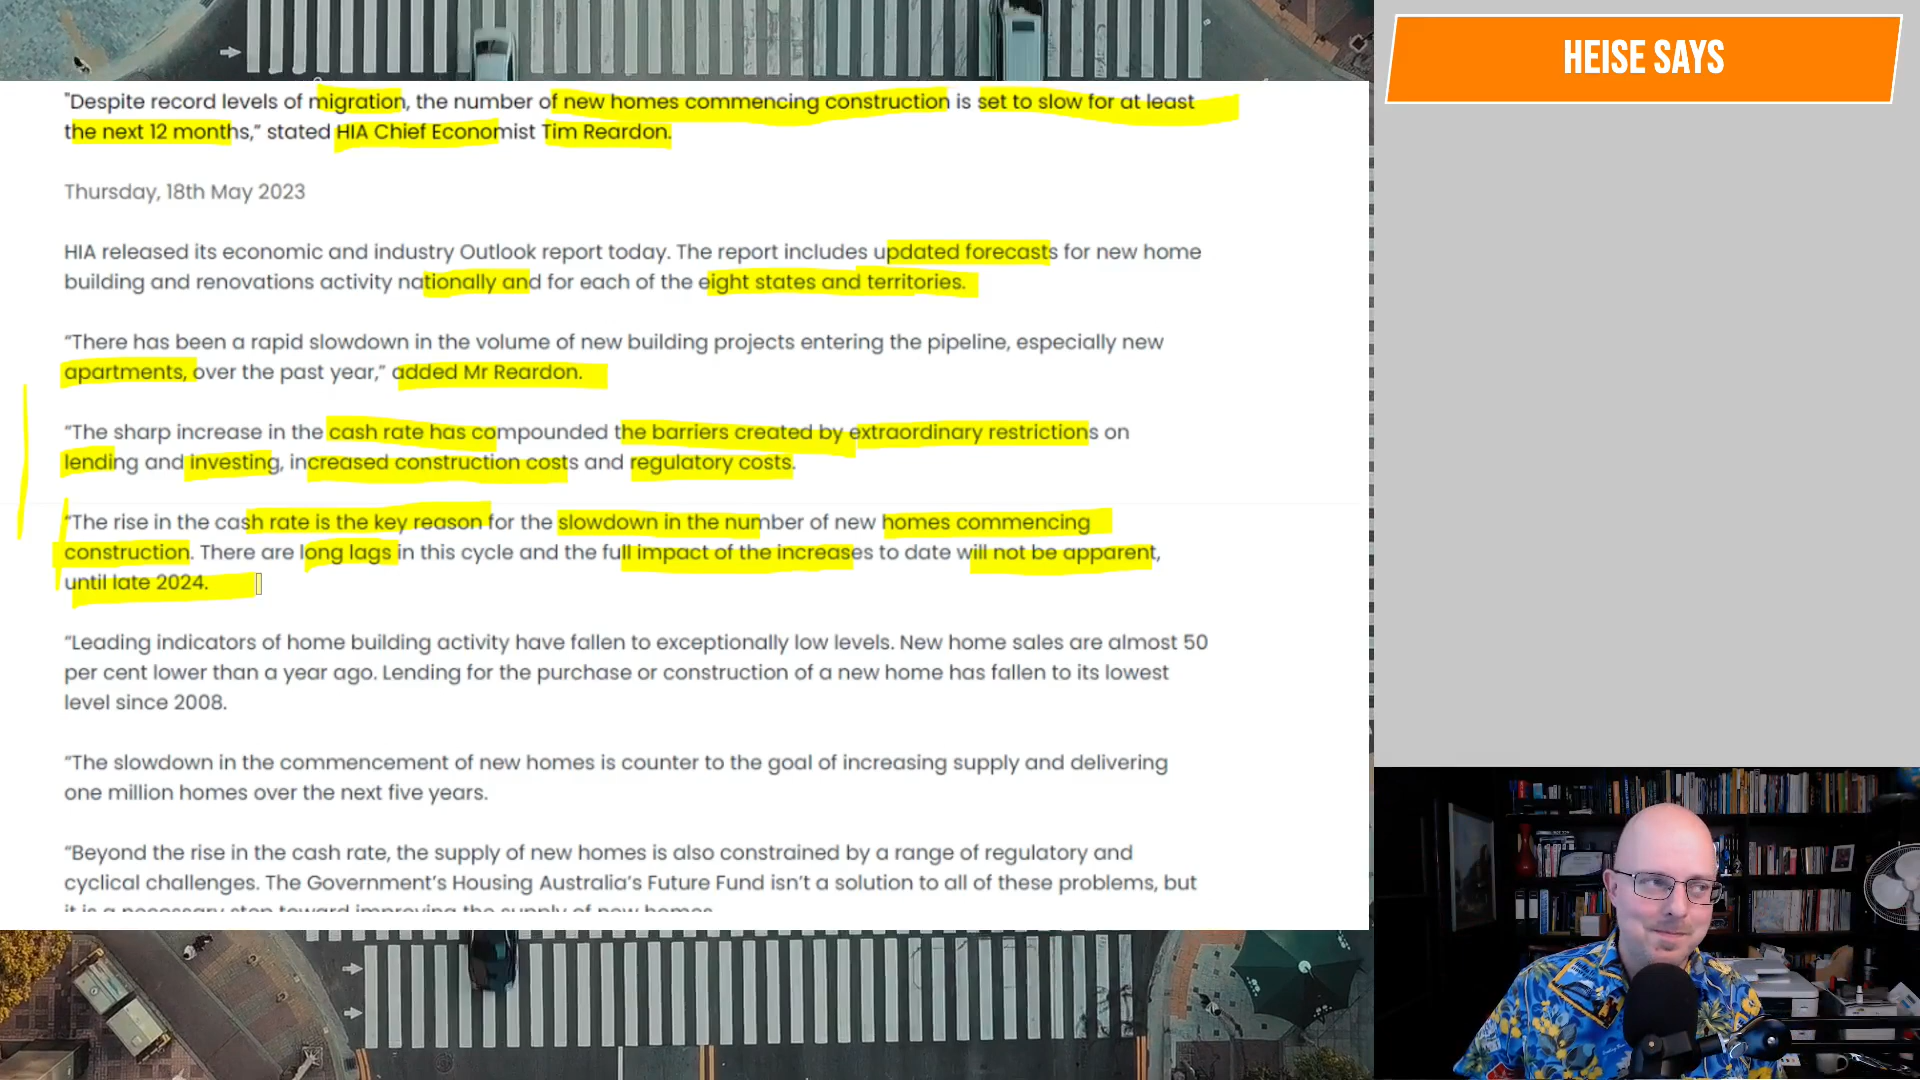 HEISE SAYS
"Despite record levels of migration, the number of new homes commencing construction is set to slow for at least
the next 12 months,” stated HIA Chief Economist Tim Reardon.
Thursday, 18th May 2023
HIA released its economic and industry Outlook report today. The report includes updated forecasts for new home
building and renovations activity nationally and for each of the eight states and territories.
“There has been a rapid slowdown in the volume of new building projects entering the pipeline, especially new
apartments, over the past year,” added Mr Reardon.
“The sharp increase in the cash rate has compounded the barriers created by extraordinary restrictions on
lending and investing, increased construction costs and regulatory costs.
“The rise in the cash rate is the key reason for the slowdown in the number of new homes commencing
construction. There are long lags in this cycle and the full impact of the increases to date will not be apparent,
until late 2024.
“Leading indicators of home building activity have fallen to exceptionally low levels. New home sales are almost 50
per cent lower than a year ago. Lending for the purchase or construction of a new home has fallen to its lowest
level since 2008.
“The slowdown in the commencement of new homes is counter to the goal of increasing supply and delivering
one million homes over the next five years.
“Beyond the rise in the cash rate, the supply of new homes is also constrained by a range of regulatory and
cyclical challenges. The Government’s Housing Australia’s Future Fund isn’t a solution to all of these problems, but
it is a necessary step toward improving the supply of new homes.